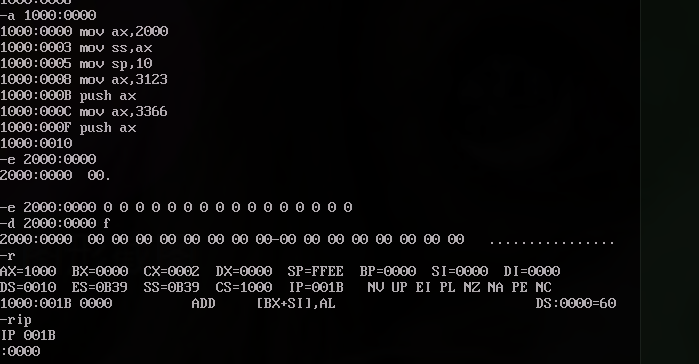 -a 1000:0000
1000:0000 mov ax,2000
1000:0003 mov ss,ax
1000:0005 mov sp,10
1000:0008 mov ax,3123
1000:000B push ax
1000:000C mov ax,3366
1000:000F push ax
1000:0010
-e 2000:0000
2000:0000  00.
-e 2000:0000 0 0 0 0 0 0 0 0 0 0 0 0 0 0 0 0
-d 2000:0000 f
2000:0000  00 00 00 00 00 00 00 00-00 00 00 00 00 00 00 00   ................
-r
AX=1000  BX=0000  CX=0002  DX=0000  SP=FFEE  BP=0000  SI=0000  DI=0000
DS=0010  ES=0B39  SS=0B39  CS=1000  IP=001B   NV UP EI PL NZ NA PE NC
1000:001B 0000          ADD     [BX+SI],AL                         DS:0000=60
-rip
IP 001B
:0000